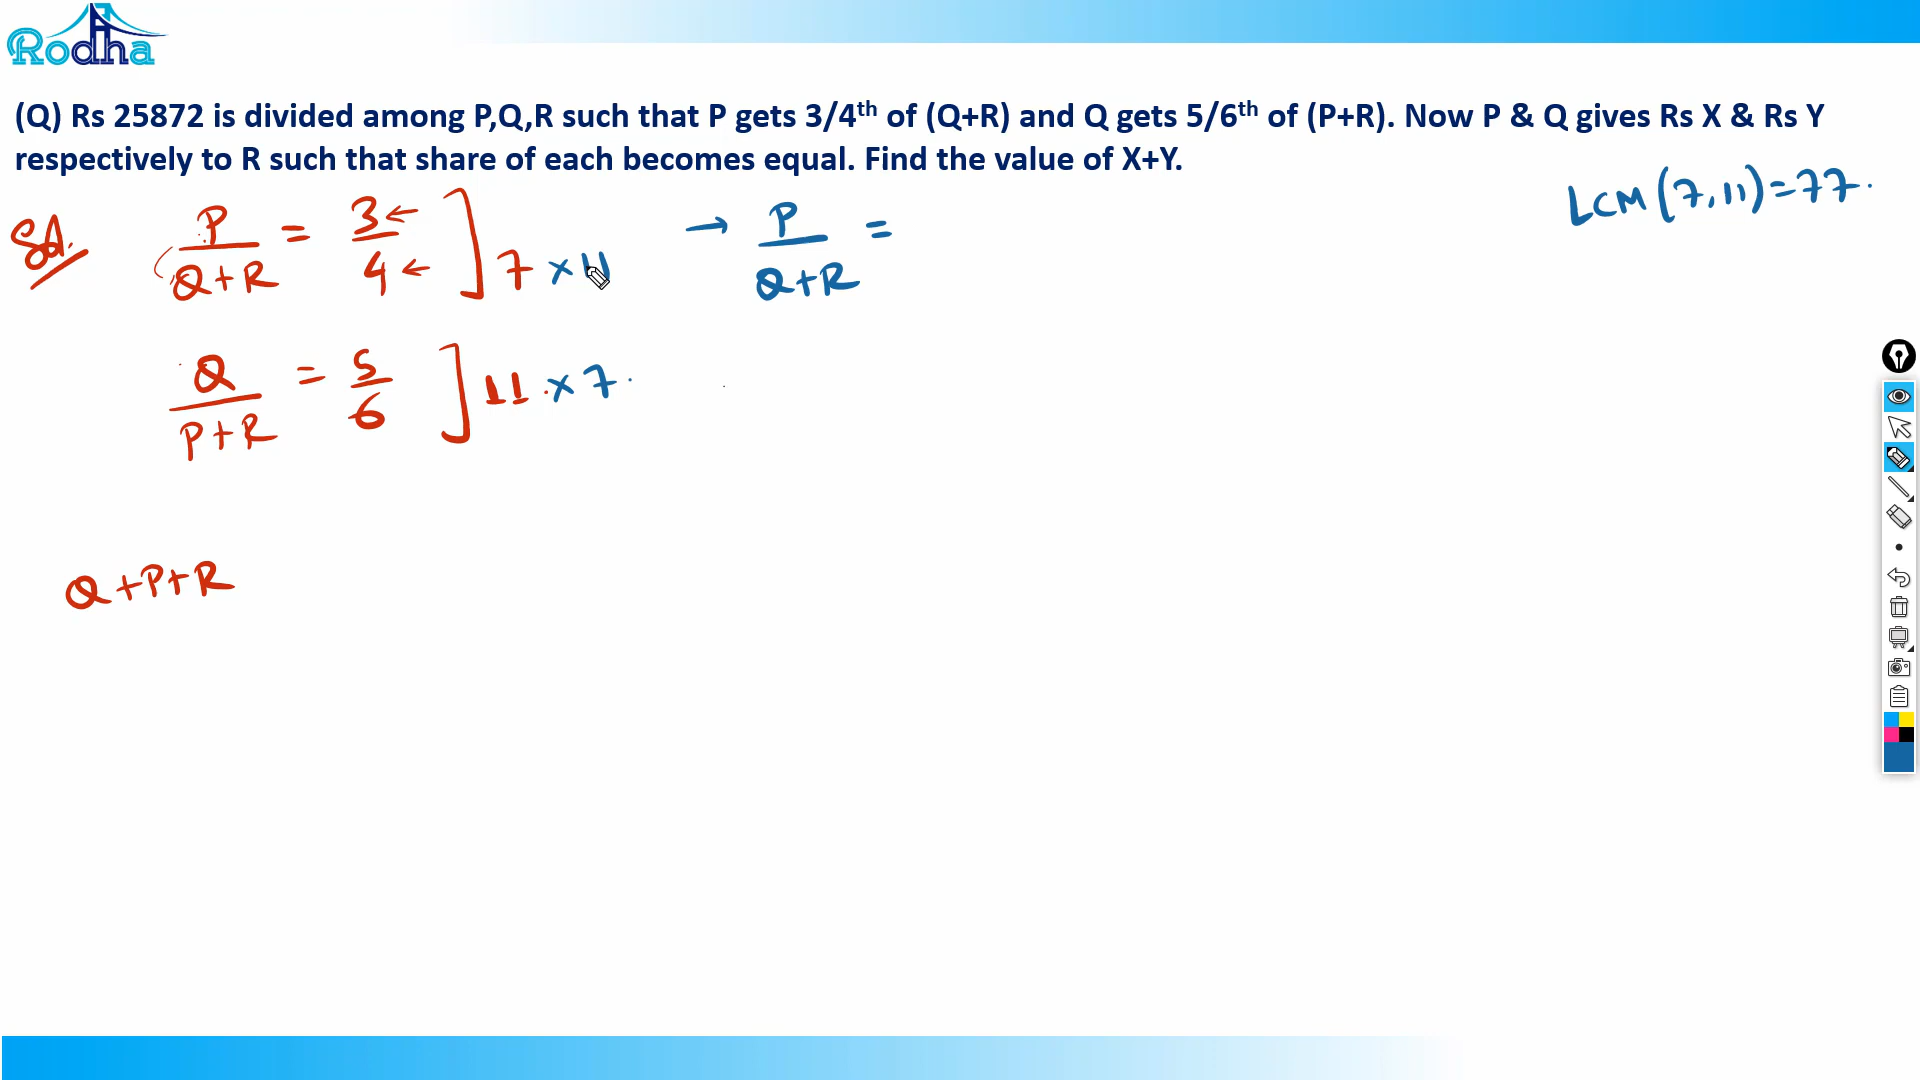 Rodha
(Q) Rs 25872 is divided among P,Q,R such that P gets 3/4th of (Q+R) and Q gets 5/6th of (P+R). Now P & Q gives Rs X & Rs Y
respectively to R such that share of each becomes equal. Find the value of X+Y.
LCM (7,11)=77.
Sol. P/(Q+R) = 3/4 ] 7 × 11 → P/(Q+R) =
Q/(P+R) = 5/6 ] 11 × 7
Q+P+R